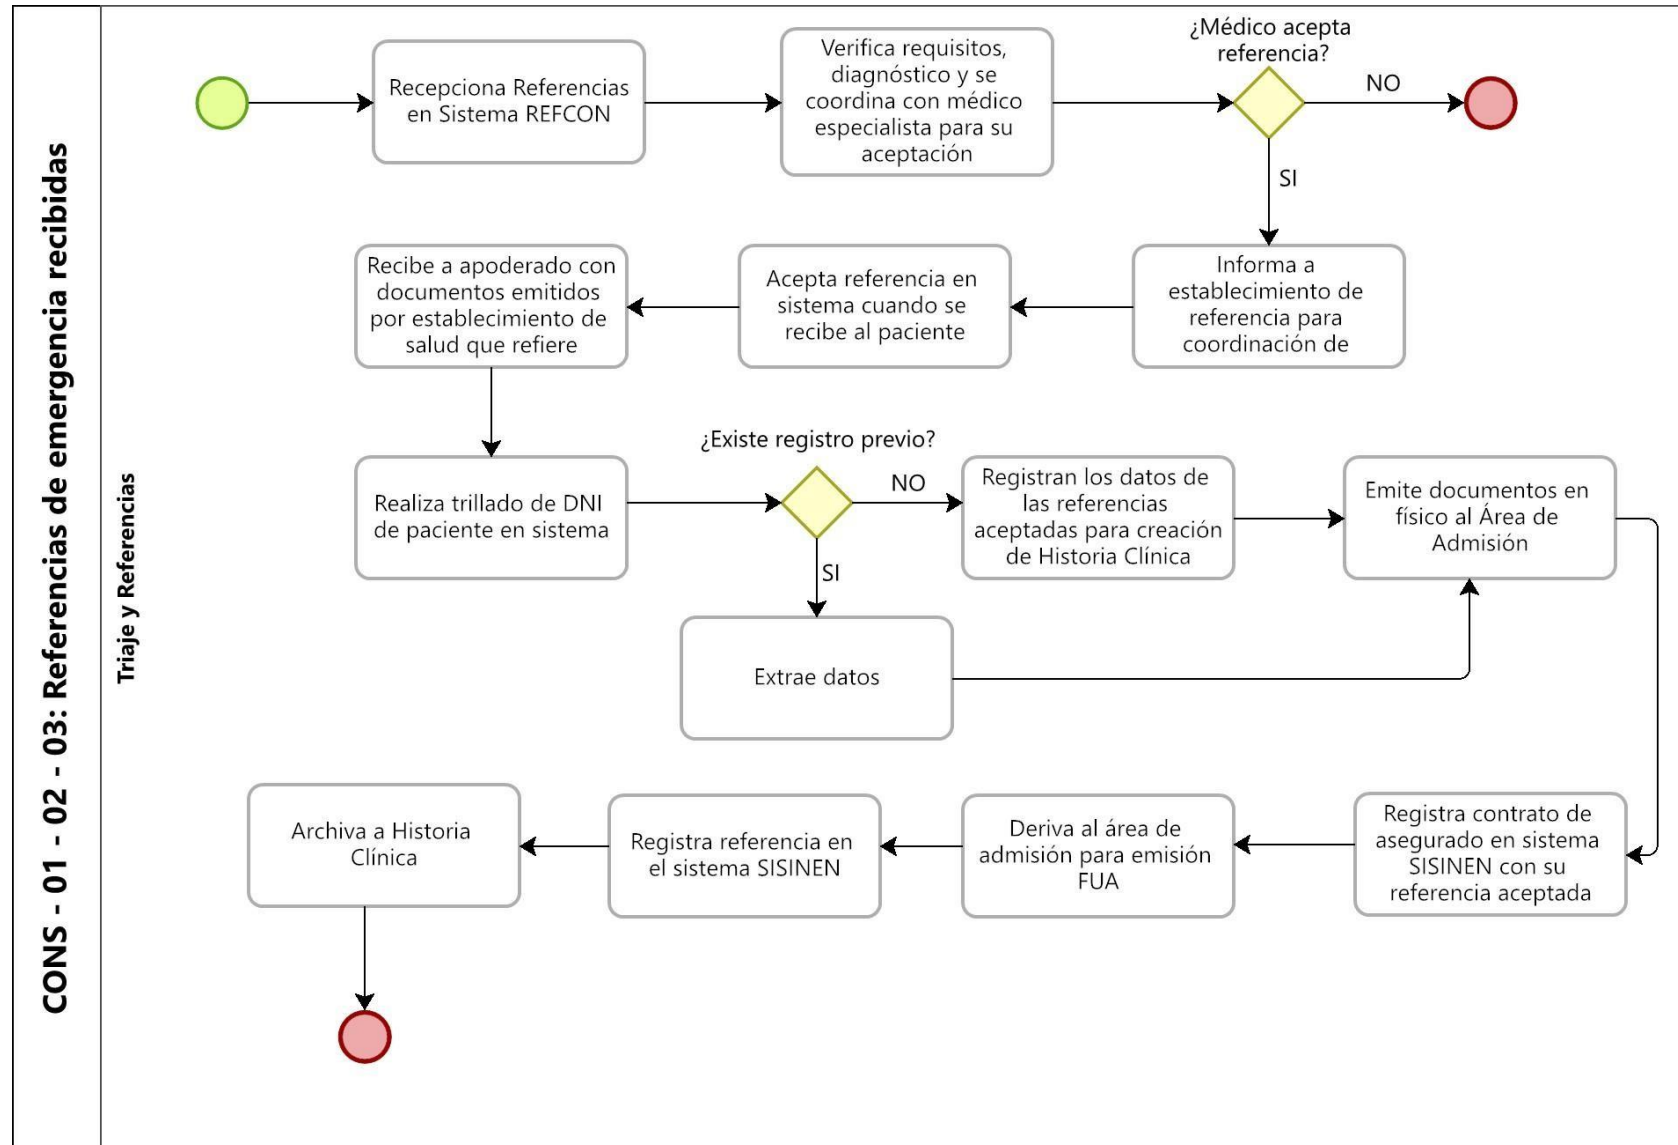 CONS - 01 - 02 - 03: Referencias de emergencia recibidas
Triaje y Referencias
Recepciona Referencias
en Sistema REFCON
Verifica requisitos,
diagnóstico y se
coordina con médico
especialista para su
aceptación
¿Médico acepta
referencia?
NO
SI
Informa a
establecimiento de
referencia para
coordinación de
Acepta referencia en
sistema cuando se
recibe al paciente
Recibe a apoderado con
documentos emitidos
por establecimiento de
salud que refiere
Realiza trillado de DNI
de paciente en sistema
¿Existe registro previo?
NO
SI
Registran los datos de
las referencias
aceptadas para creación
de Historia Clínica
Emite documentos en
físico al Área de
Admisión
Extrae datos
Registra contrato de
asegurado en sistema
SISINEN con su
referencia aceptada
Deriva al área de
admisión para emisión
FUA
Registra referencia en
el sistema SISINEN
Archiva a Historia
Clínica